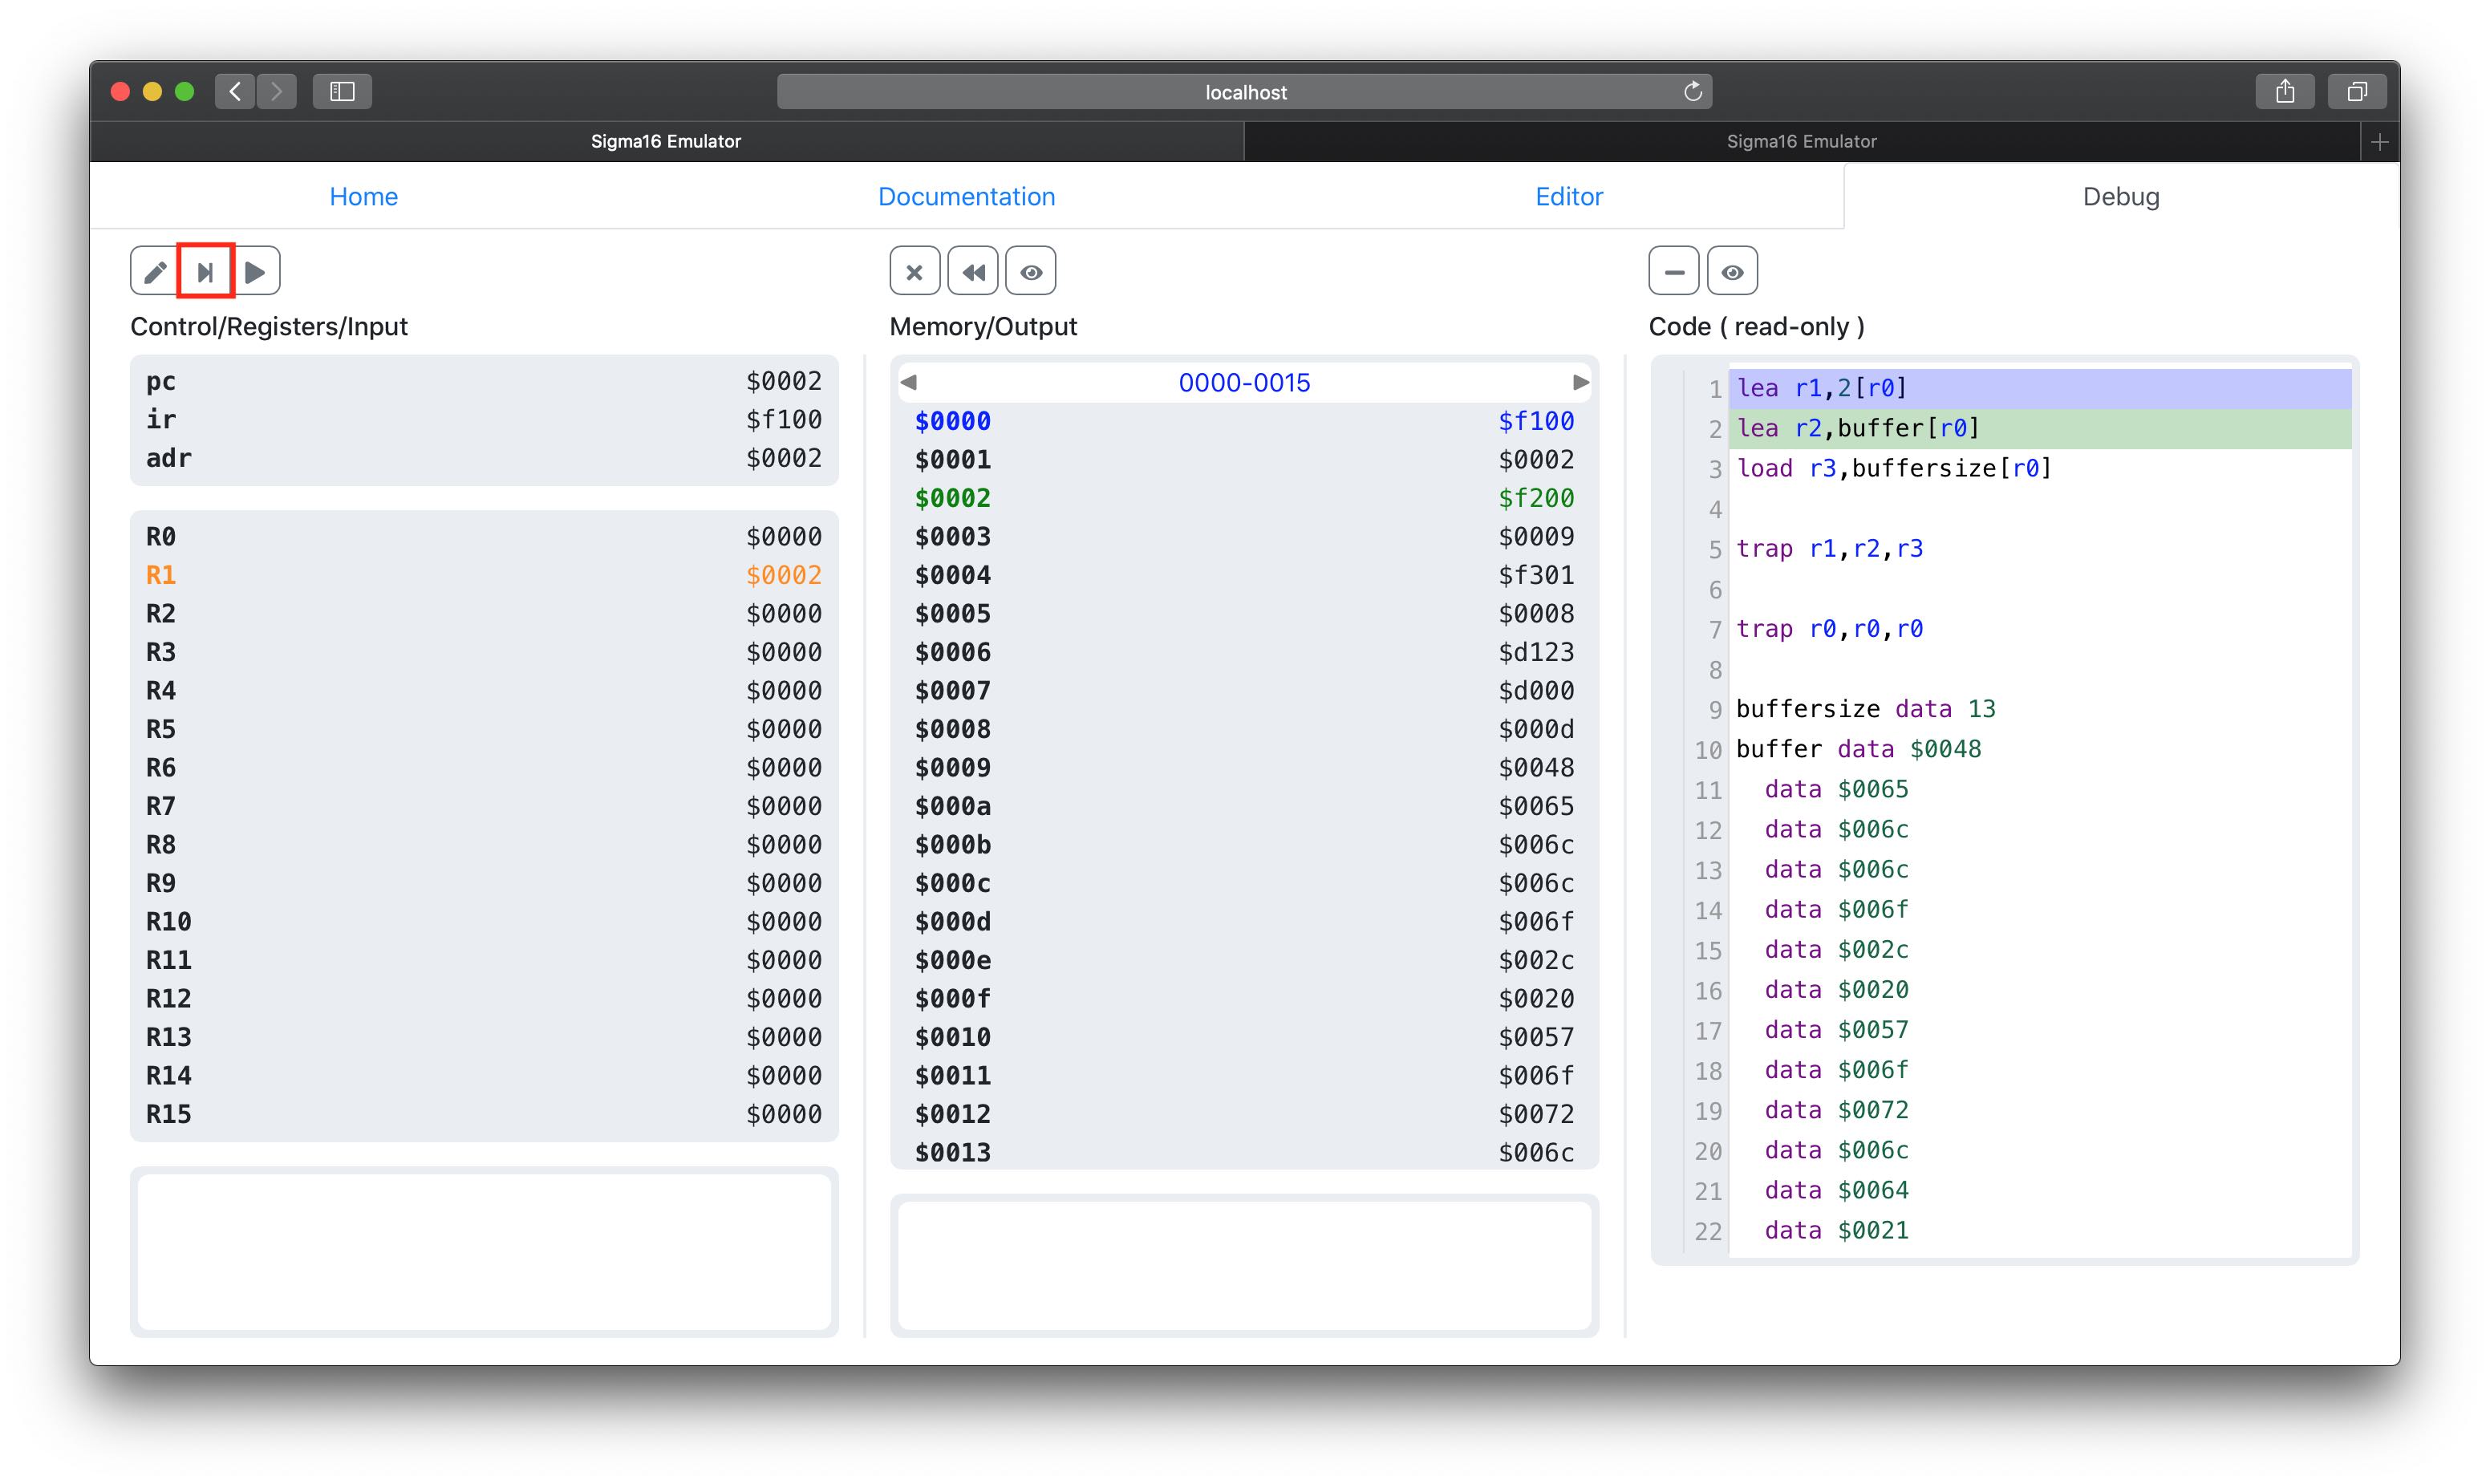 localhost
Sigma16 Emulator
Sigma16 Emulator
Home
Documentation
Editor
Debug
Control/Registers/Input
pc $0002
ir $f100
adr $0002
R0 $0000
R1 $0002
R2 $0000
R3 $0000
R4 $0000
R5 $0000
R6 $0000
R7 $0000
R8 $0000
R9 $0000
R10 $0000
R11 $0000
R12 $0000
R13 $0000
R14 $0000
R15 $0000
Memory/Output
0000-0015
$0000 $f100
$0001 $0002
$0002 $f200
$0003 $0009
$0004 $f301
$0005 $0008
$0006 $d123
$0007 $d000
$0008 $000d
$0009 $0048
$000a $0065
$000b $006c
$000c $006c
$000d $006f
$000e $002c
$000f $0020
$0010 $0057
$0011 $006f
$0012 $0072
$0013 $006c
Code ( read-only )
1 lea r1,2[r0]
2 lea r2,buffer[r0]
3 load r3,buffersize[r0]
4
5 trap r1,r2,r3
6
7 trap r0,r0,r0
8
9 buffersize data 13
10 buffer data $0048
11 data $0065
12 data $006c
13 data $006c
14 data $006f
15 data $002c
16 data $0020
17 data $0057
18 data $006f
19 data $0072
20 data $006c
21 data $0064
22 data $0021